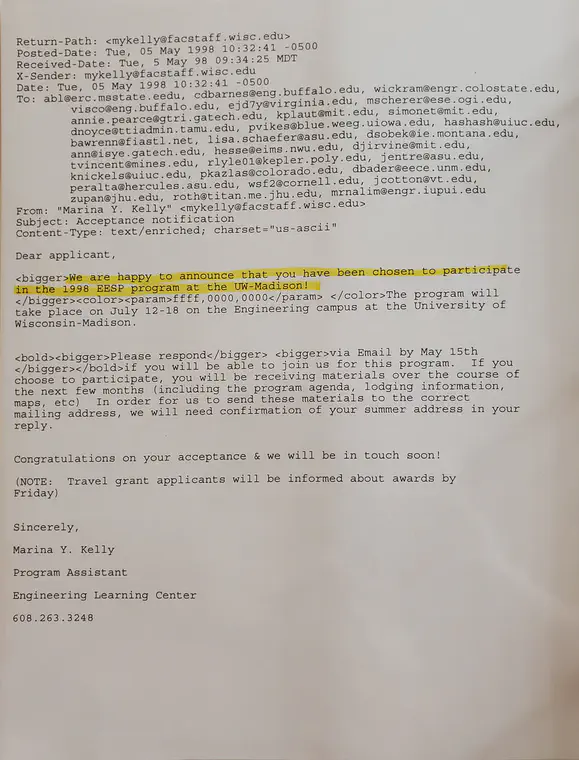 Return-Path: <mykelly@facstaff.wisc.edu>
Posted-Date: Tue, 05 May 1998 10:32:41 -0500
Received-Date: Tue, 5 May 98 09:34:25 MDT
X-Sender: mykelly@facstaff.wisc.edu
Date: Tue, 05 May 1998 10:32:41 -0500
To: abl@erc.msstate.eedu, cdbarnes@eng.buffalo.edu, wickram@engr.colostate.edu,
visco@eng.buffalo.edu, ejd7y@virginia.edu, mscherer@ese.ogi.edu,
annie.pearce@gtri.gatech.edu, kplaut@mit.edu, simonet@mit.edu,
dnoyce@ttiadmin.tamu.edu, pvikes@blue.weeg.uiowa.edu, hashash@uiuc.edu,
bawrenn@fiastl.net, lisa.schaefer@asu.edu, dsobek@ie.montana.edu,
ann@isye.gatech.edu, hesse@eims.nwu.edu, djirvine@mit.edu,
tvincent@mines.edu, rlyle01@kepler.poly.edu, jentre@asu.edu,
knickels@uiuc.edu, pkazlas@colorado.edu, dbader@eece.unm.edu,
peralta@hercules.asu.edu, wsf2@cornell.edu, jcotton@vt.edu,
zupan@jhu.edu, roth@titan.me.jhu.edu, mrnalim@engr.iupui.edu
From: "Marina Y. Kelly" <mykelly@facstaff.wisc.edu>
Subject: Acceptance notification
Content-Type: text/enriched; charset="us-ascii"
Dear applicant,
<bigger>We are happy to announce that you have been chosen to participate
in the 1998 EESP program at the UW-Madison!
</bigger><color><param>ffff,0000,0000</param> </color>The program will
take place on July 12-18 on the Engineering campus at the University of
Wisconsin-Madison.
<bold><bigger>Please respond</bigger> <bigger>via Email by May 15th
</bigger></bold>if you will be able to join us for this program.  If you
choose to participate, you will be receiving materials over the course of
the next few months (including the program agenda, lodging information,
maps, etc)  In order for us to send these materials to the correct
mailing address, we will need confirmation of your summer address in your
reply.
Congratulations on your acceptance & we will be in touch soon!
(NOTE:  Travel grant applicants will be informed about awards by
Friday)
Sincerely,
Marina Y. Kelly
Program Assistant
Engineering Learning Center
608.263.3248